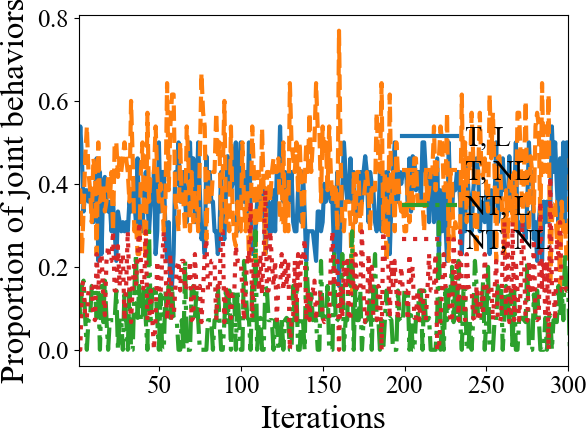 Proportion of joint behaviors
0.8
0.6
0.4
0.2
0.0
T, L
T, NL
NT, L
NT, NL
50
100
150
200
250
300
Iterations